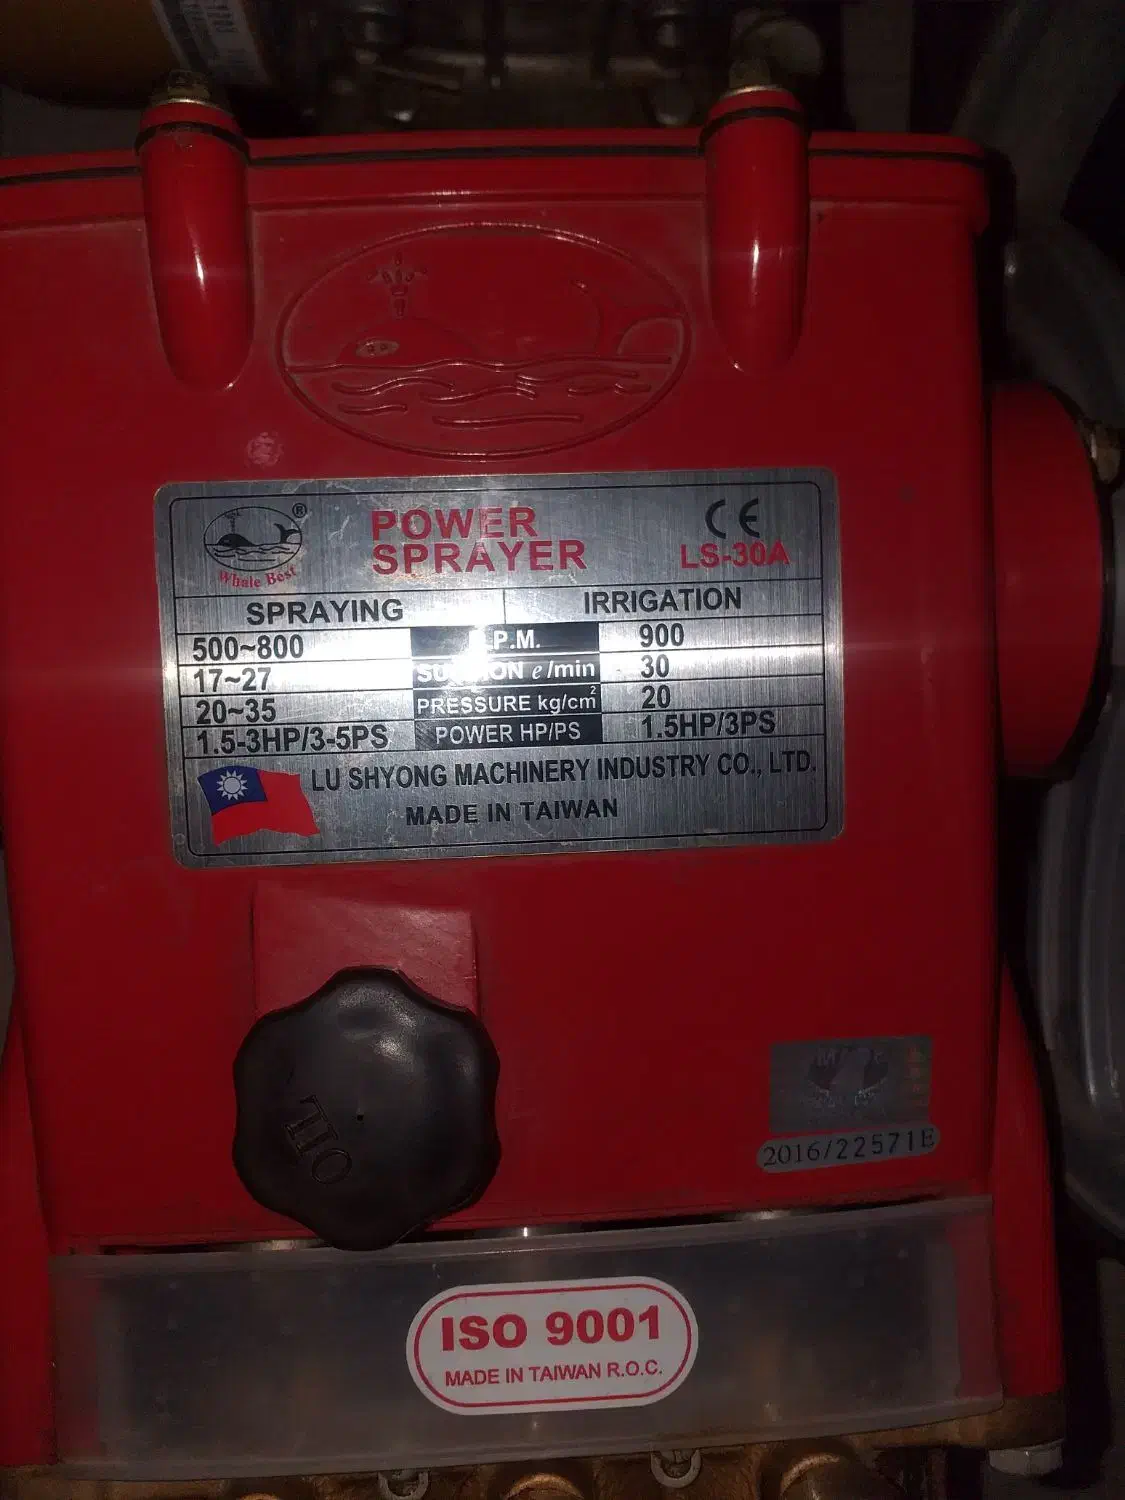 ®
Whale Best
POWER
SPRAYER
CE
LS-30A
SPRAYING IRRIGATION
500~800 R.P.M. 900
17~27 SUCTION ℓ/min 30
20~35 PRESSURE kg/cm² 20
1.5-3HP/3-5PS POWER HP/PS 1.5HP/3PS
LU SHYONG MACHINERY INDUSTRY CO., LTD.
MADE IN TAIWAN
OIL
2016/22571E
ISO 9001
MADE IN TAIWAN R.O.C.